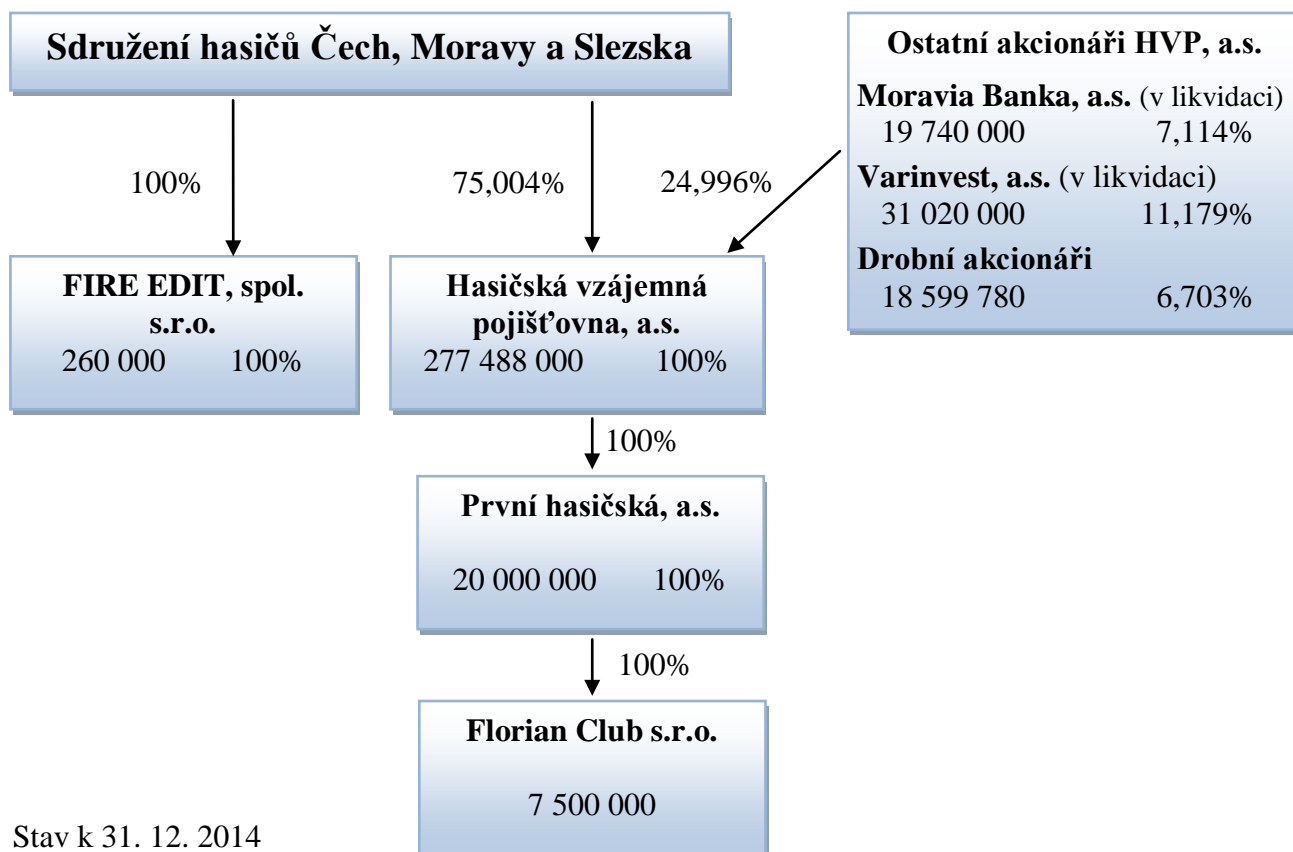 Sdružení hasičů Čech, Moravy a Slezska
Ostatní akcionáři HVP, a.s.
Moravia Banka, a.s. (v likvidaci)
19 740 000 7,114%
Varinvest, a.s. (v likvidaci)
31 020 000 11,179%
Drobní akcionáři
18 599 780 6,703%
100%
75,004%
24,996%
FIRE EDIT, spol.
s.r.o.
260 000 100%
Hasičská vzájemná
pojišťovna, a.s.
277 488 000 100%
100%
První hasičská, a.s.
20 000 000 100%
100%
Florian Club s.r.o.
7 500 000
Stav k 31. 12. 2014